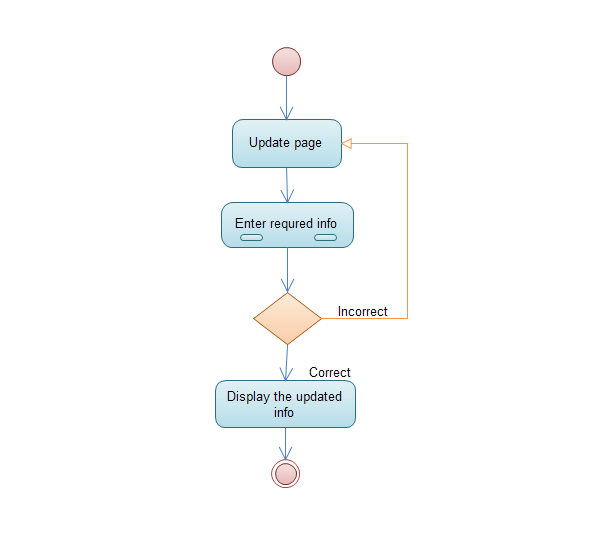 Update page
Enter requred info
Incorrect
Correct
Display the updated
info